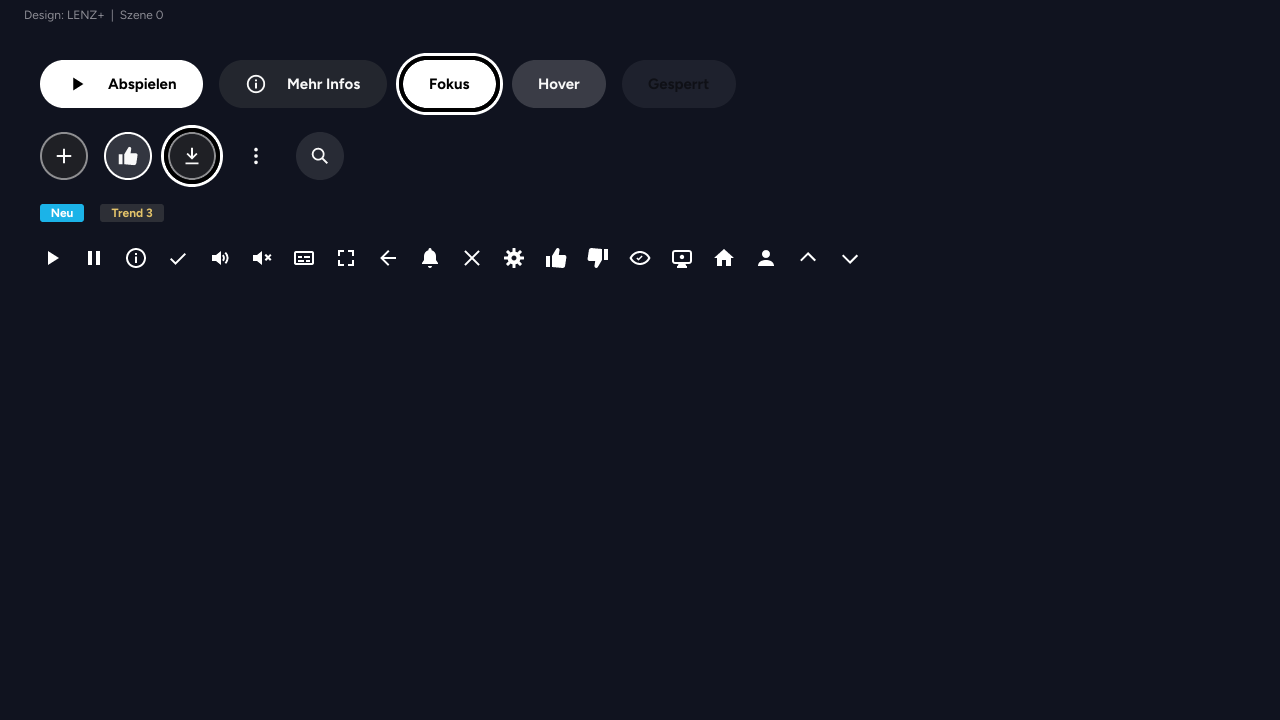 Design: LENZ+ | Szene 0
Abspielen Mehr Infos Fokus Hover Gesperrt
Neu Trend 3